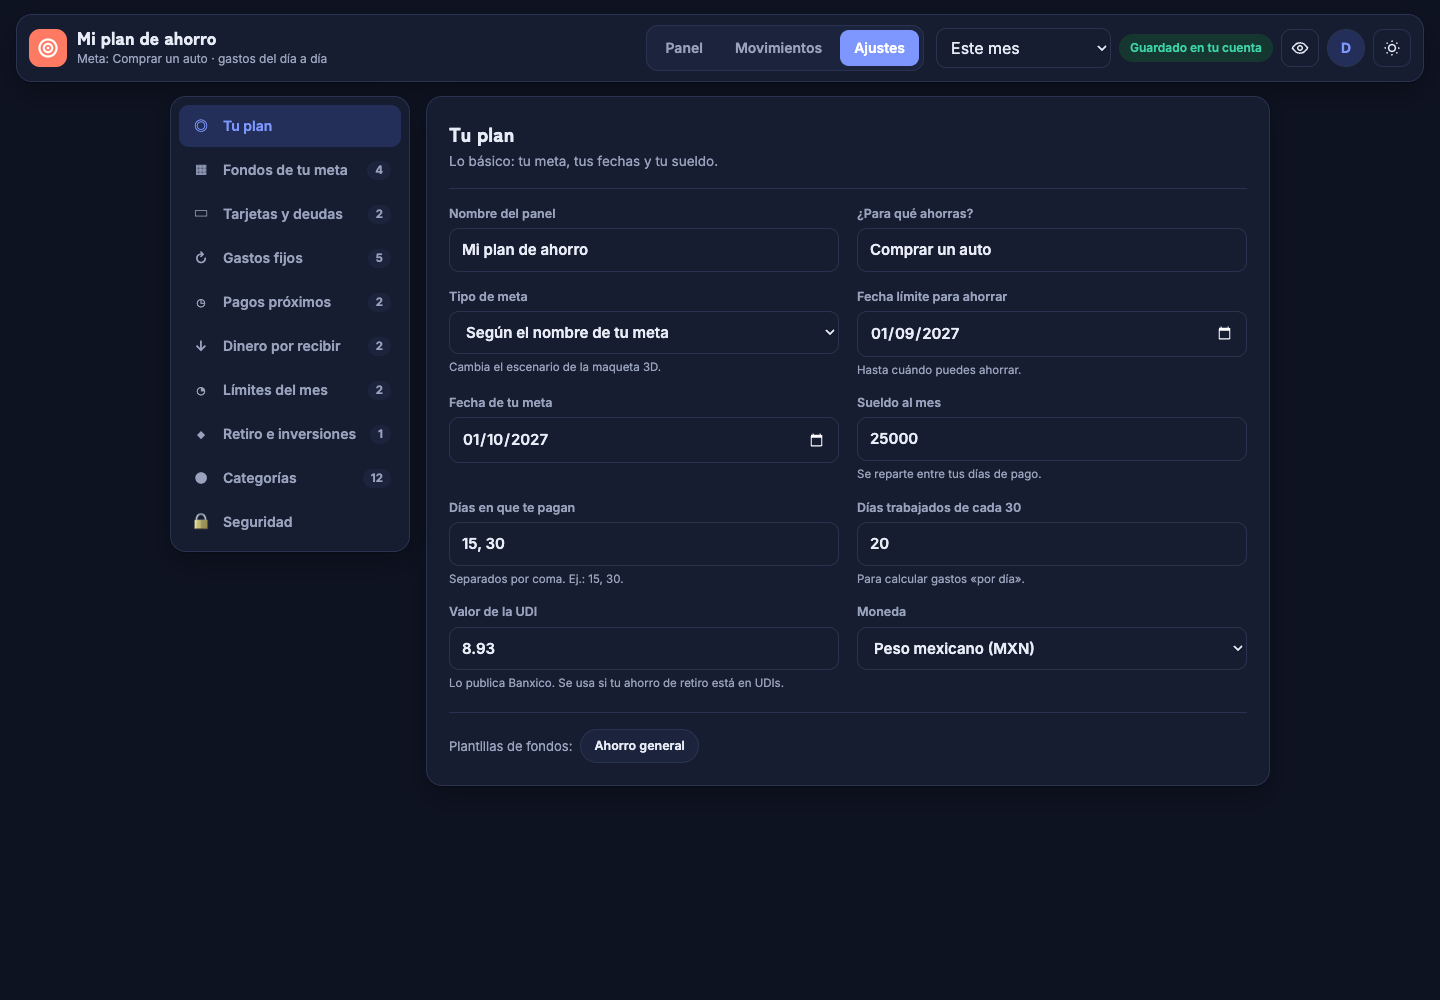 Mi plan de ahorro
Meta: Comprar un auto · gastos del día a día
Panel
Movimientos
Ajustes
Este mes
Guardado en tu cuenta
D
Tu plan
Fondos de tu meta 4
Tarjetas y deudas 2
Gastos fijos 5
Pagos próximos 2
Dinero por recibir 2
Límites del mes 2
Retiro e inversiones 1
Categorías 12
Seguridad
Tu plan
Lo básico: tu meta, tus fechas y tu sueldo.
Nombre del panel
Mi plan de ahorro
¿Para qué ahorras?
Comprar un auto
Tipo de meta
Según el nombre de tu meta
Cambia el escenario de la maqueta 3D.
Fecha límite para ahorrar
01/09/2027
Hasta cuándo puedes ahorrar.
Fecha de tu meta
01/10/2027
Sueldo al mes
25000
Se reparte entre tus días de pago.
Días en que te pagan
15, 30
Separados por coma. Ej.: 15, 30.
Días trabajados de cada 30
20
Para calcular gastos «por día».
Valor de la UDI
8.93
Lo publica Banxico. Se usa si tu ahorro de retiro está en UDIs.
Moneda
Peso mexicano (MXN)
Plantillas de fondos: Ahorro general